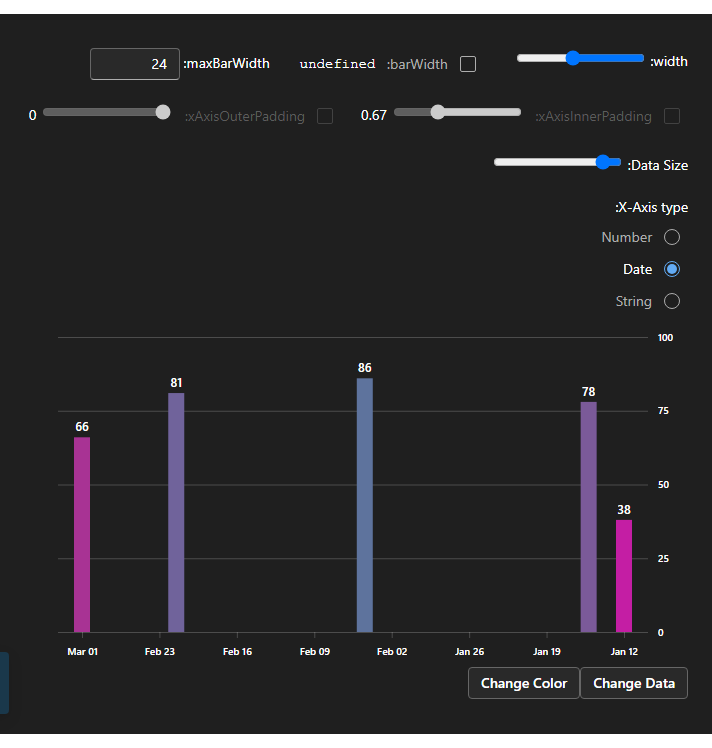 :width
undefined :barWidth
24 :maxBarWidth
:xAxisInnerPadding
0.67
:xAxisOuterPadding
0
:Data Size
:X-Axis type
Number
Date
String
100
86
81
78
75
66
50
38
25
0
Mar 01 Feb 23 Feb 16 Feb 09 Feb 02 Jan 26 Jan 19 Jan 12
Change Color Change Data